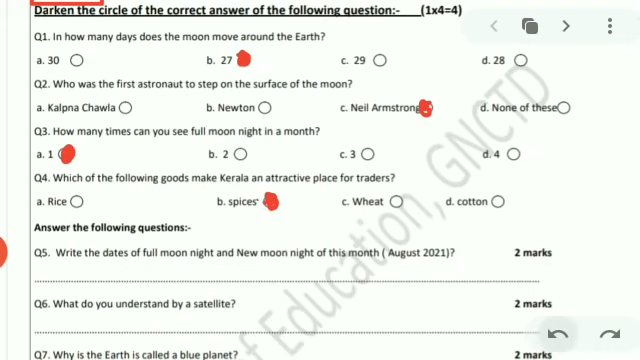 Darken the circle of the correct answer of the following question:- (1x4=4)
Q1. In how many days does the moon move around the Earth?
a. 30 b. 27 c. 29 d. 28
Q2. Who was the first astronaut to step on the surface of the moon?
a. Kalpna Chawla b. Newton c. Neil Armstrong d. None of these
Q3. How many times can you see full moon night in a month?
a. 1 b. 2 c. 3 d. 4
Q4. Which of the following goods make Kerala an attractive place for traders?
a. Rice b. spices c. Wheat d. cotton
Answer the following questions:-
Q5. Write the dates of full moon night and New moon night of this month ( August 2021)? 2 marks
Q6. What do you understand by a satellite? 2 marks
Q7. Why is the Earth is called a blue planet? 2 marks
f Education, GNCTD